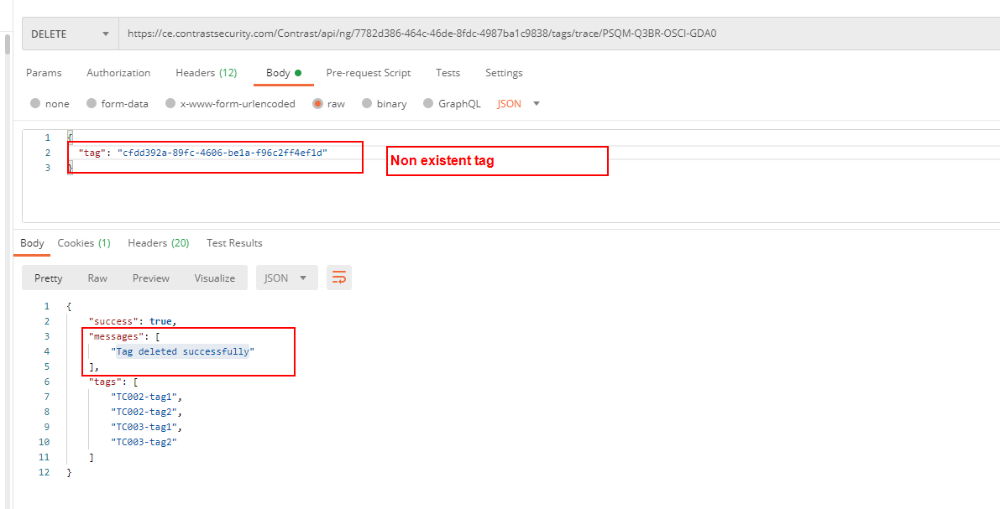 DELETE https://ce.contrastsecurity.com/Contrast/api/ng/7782d386-464c-46de-8fdc-4987ba1c9838/tags/trace/PSQM-Q3BR-OSCI-GDA0
Params Authorization Headers (12) Body Pre-request Script Tests Settings
none form-data x-www-form-urlencoded raw binary GraphQL JSON
1 {
2 "tag": "cfdd392a-89fc-4606-be1a-f96c2ff4ef1d"
3 }
Non existent tag
Body Cookies (1) Headers (20) Test Results
Pretty Raw Preview Visualize JSON
1 {
2 "success": true,
3 "messages": [
4 "Tag deleted successfully"
5 ],
6 "tags": [
7 "TC002-tag1",
8 "TC002-tag2",
9 "TC003-tag1",
10 "TC003-tag2"
11 ]
12 }